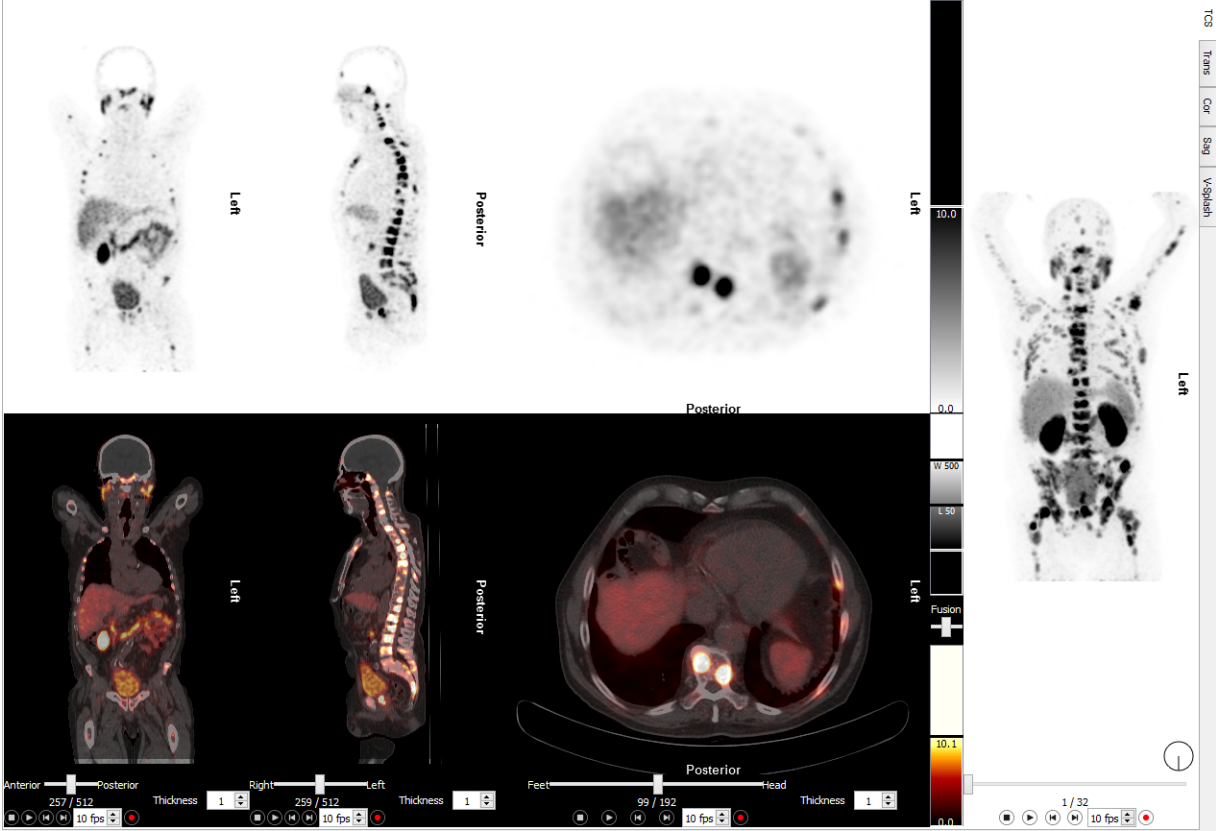 TCS
Trans
Cor
Sag
V-Splash
Left
Posterior
Left
Posterior
10.0
0.0
Left
W 500
L 50
Fusion
10.1
0.0
Left
Posterior
Left
Posterior
Anterior Posterior
257 / 512
Thickness 1
10 fps
Right Left
259 / 512
Thickness 1
10 fps
Feet Head
99 / 192
Thickness 1
10 fps
1 / 32
10 fps